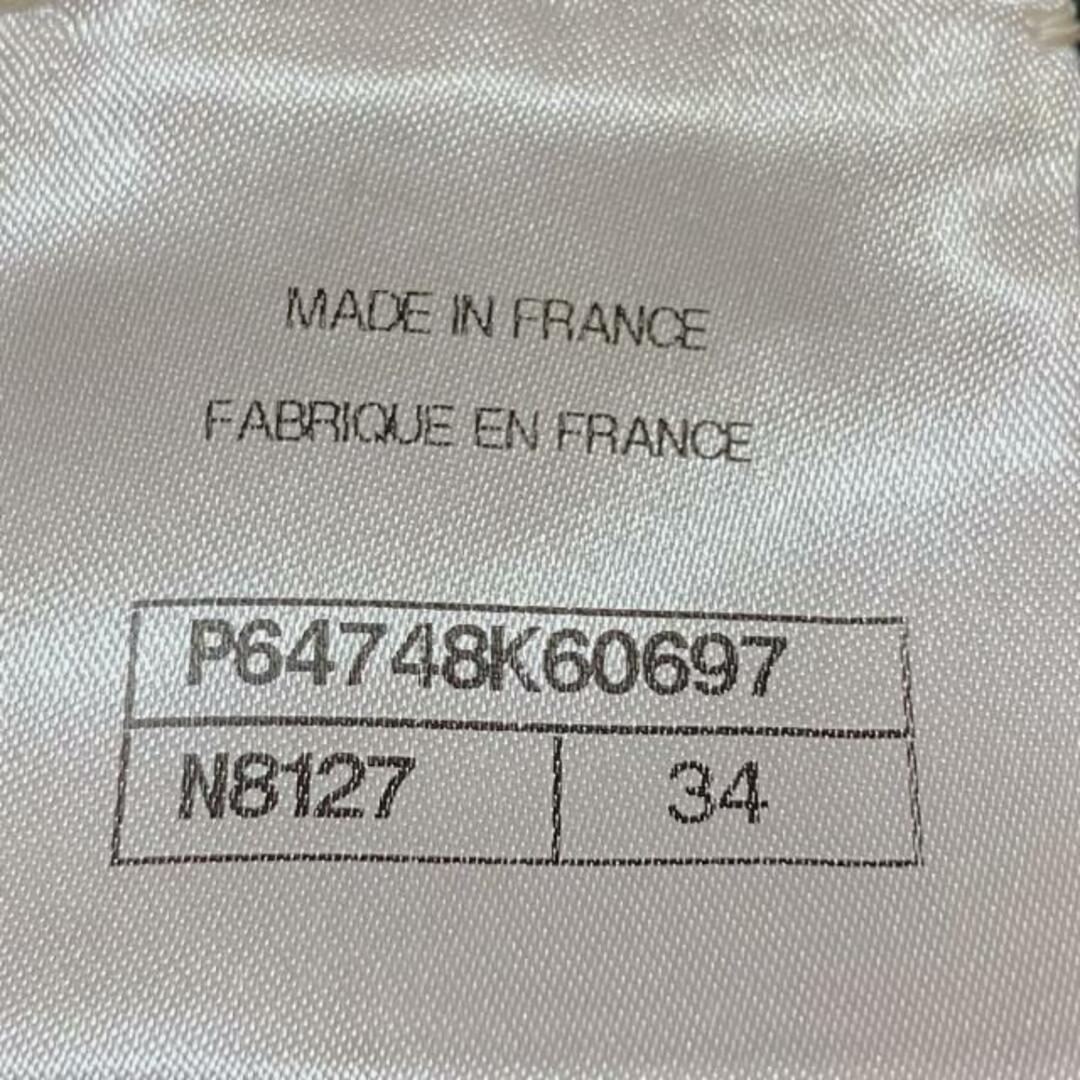 MADE IN FRANCE
FABRIQUE EN FRANCE
P64748K60697
N8127 34